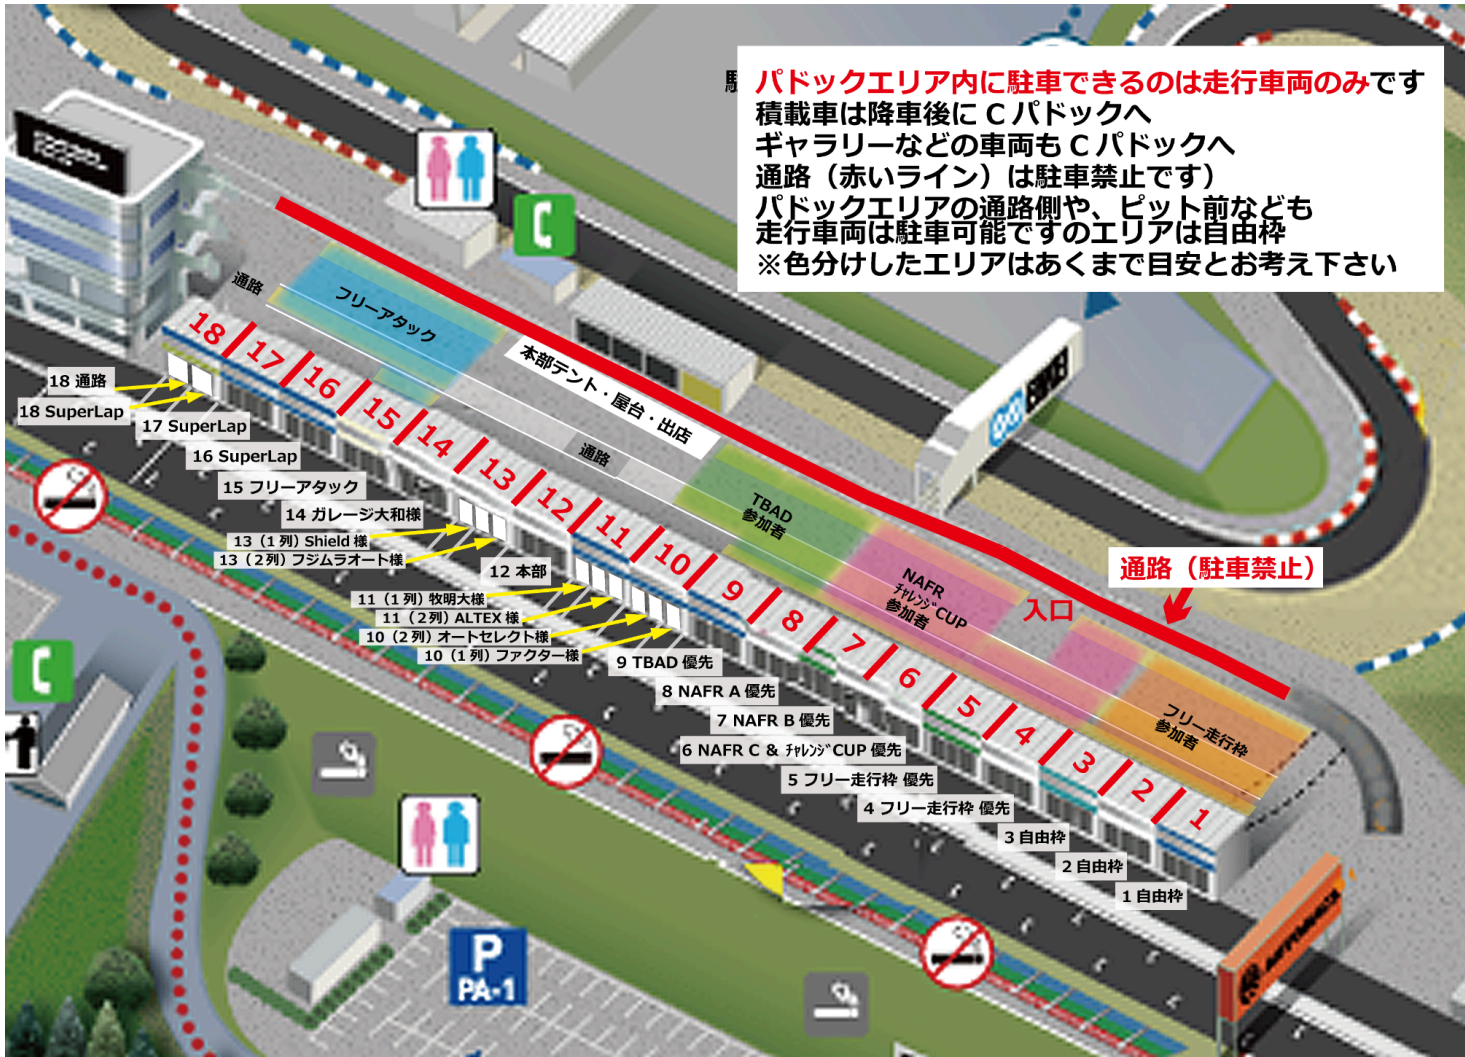 パドックエリア内に駐車できるのは走行車両のみです
積載車は降車後に C パドックへ
ギャラリーなどの車両も C パドックへ
通路（赤いライン）は駐車禁止です）
パドックエリアの通路側や、ピット前なども
走行車両は駐車可能ですのエリアは自由枠
※色分けしたエリアはあくまで目安とお考え下さい
通路
フリーアタック
本部テント・屋台・出店
通路
TBAD
参加者
NAFR
ﾁｬﾚﾝｼﾞCUP
参加者
入口
通路（駐車禁止）
フリー走行枠
参加者
18
17
16
15
14
13
12
11
10
9
8
7
6
5
4
3
2
1
18 通路
18 SuperLap
17 SuperLap
16 SuperLap
15 フリーアタック
14 ガレージ大和様
13（1列）Shield 様
13（2列）フジムラオート様
12 本部
11（1列）牧明大様
11（2列）ALTEX 様
10（2列）オートセレクト様
10（1列）ファクター様
9 TBAD 優先
8 NAFR A 優先
7 NAFR B 優先
6 NAFR C & ﾁｬﾚﾝｼﾞCUP 優先
5 フリー走行枠 優先
4 フリー走行枠 優先
3 自由枠
2 自由枠
1 自由枠
P
PA-1